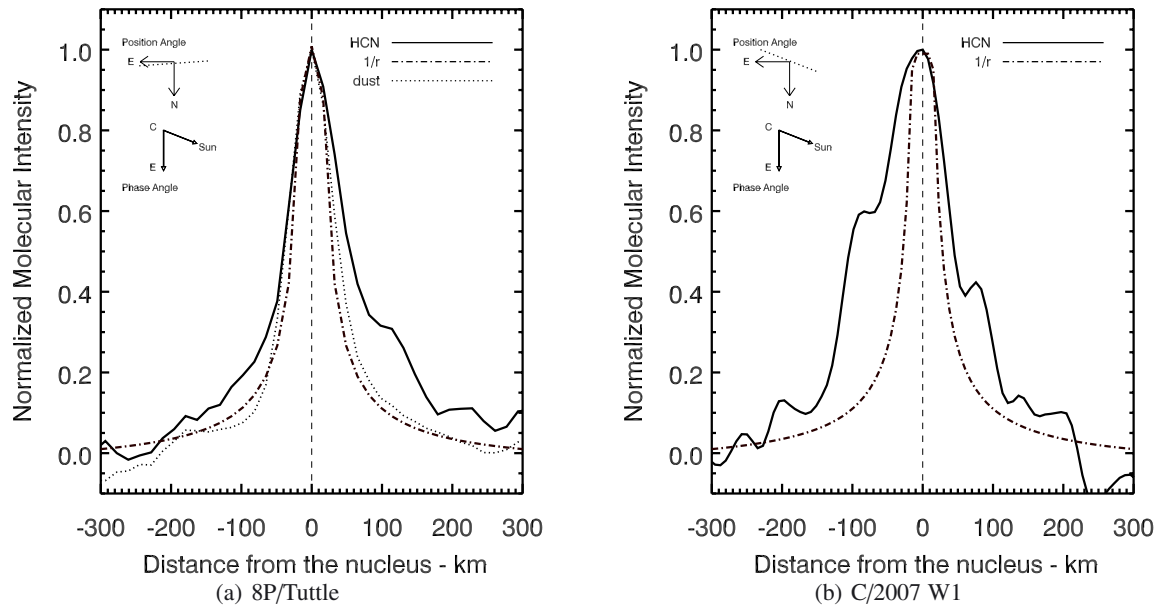 Normalized Molecular Intensity
1.0
0.8
0.6
0.4
0.2
0.0
Position Angle
E
N
C
Sun
E
Phase Angle
HCN
1/r
dust
-300 -200 -100 0 100 200 300
Distance from the nucleus - km
(a) 8P/Tuttle
Normalized Molecular Intensity
1.0
0.8
0.6
0.4
0.2
0.0
Position Angle
E
N
C
Sun
E
Phase Angle
HCN
1/r
-300 -200 -100 0 100 200 300
Distance from the nucleus - km
(b) C/2007 W1